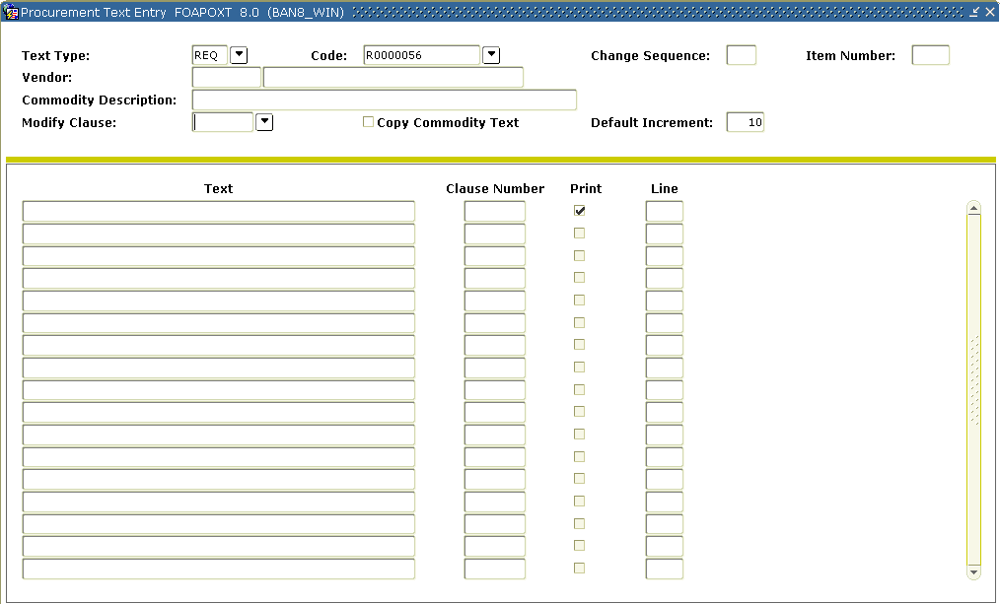 Procurement Text Entry FOAPOXT 8.0 (BAN8_WIN)
Text Type: REQ Code: R0000056 Change Sequence: Item Number:
Vendor:
Commodity Description:
Modify Clause: Copy Commodity Text Default Increment: 10
Text Clause Number Print Line